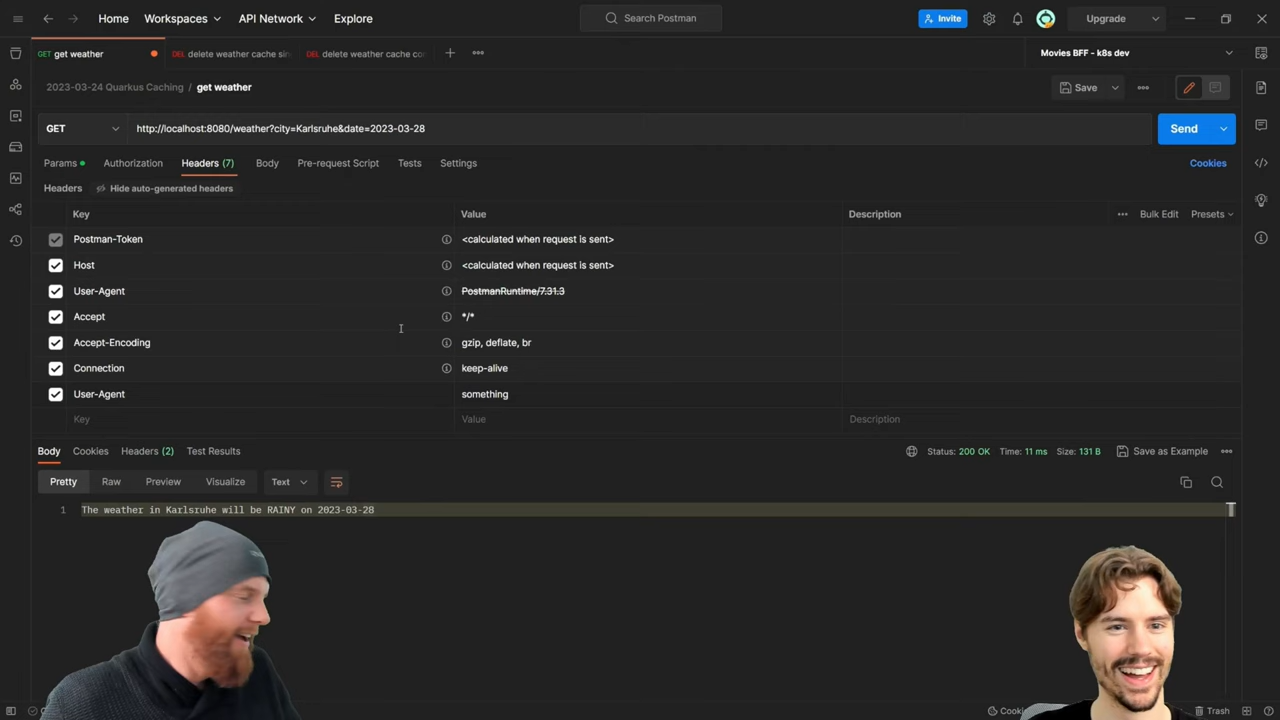 Home Workspaces API Network Explore Search Postman Invite Upgrade
GET get weather DEL delete weather cache sin DEL delete weather cache cor Movies BFF - k8s dev
2023-03-24 Quarkus Caching / get weather Save
GET http://localhost:8080/weather?city=Karlsruhe&date=2023-03-28 Send
Params Authorization Headers (7) Body Pre-request Script Tests Settings Cookies
Headers Hide auto-generated headers
Key Value Description Bulk Edit Presets
Postman-Token <calculated when request is sent>
Host <calculated when request is sent>
User-Agent PostmanRuntime/7.31.3
Accept */*
Accept-Encoding gzip, deflate, br
Connection keep-alive
User-Agent something
Key Value Description
Body Cookies Headers (2) Test Results Status: 200 OK Time: 11 ms Size: 131 B Save as Example
Pretty Raw Preview Visualize Text
1 The weather in Karlsruhe will be RAINY on 2023-03-28
Trash